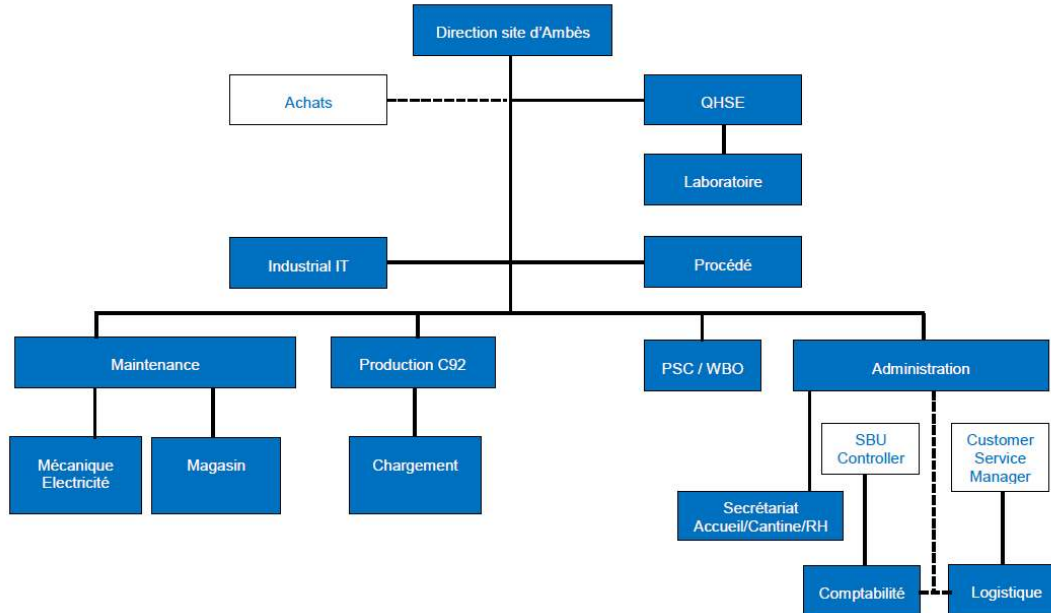 Direction site d'Ambès
Achats
QHSE
Laboratoire
Industrial IT
Procédé
Maintenance
Production C92
PSC / WBO
Administration
Mécanique
Electricité
Magasin
Chargement
SBU
Controller
Customer
Service
Manager
Secrétariat
Accueil/Cantine/RH
Comptabilité
Logistique